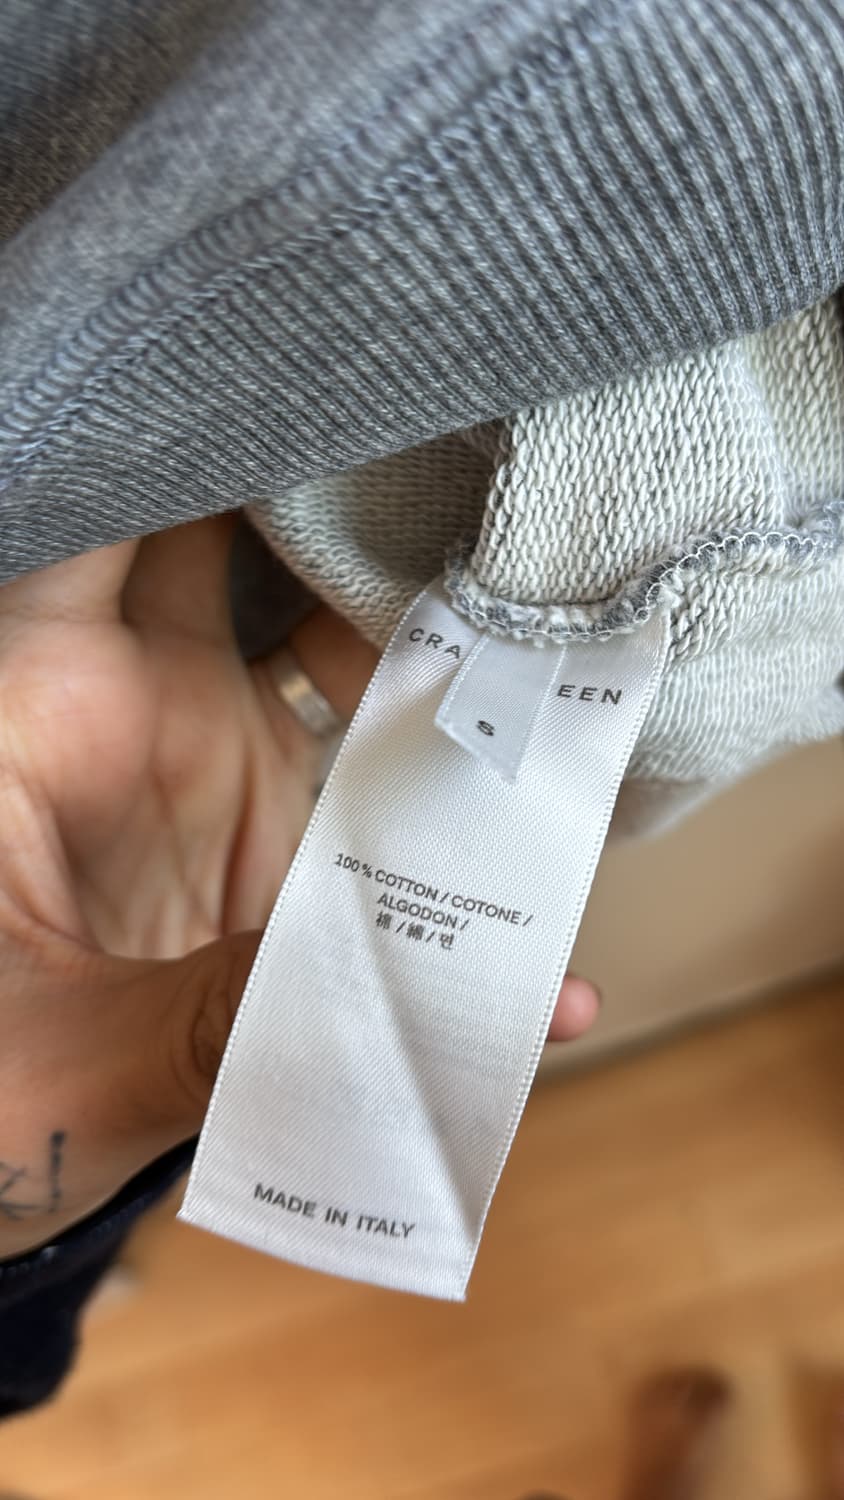 CRA EEN
S
100% COTTON / COTONE /
ALGODON /
棉 / 綿 / 면
MADE IN ITALY